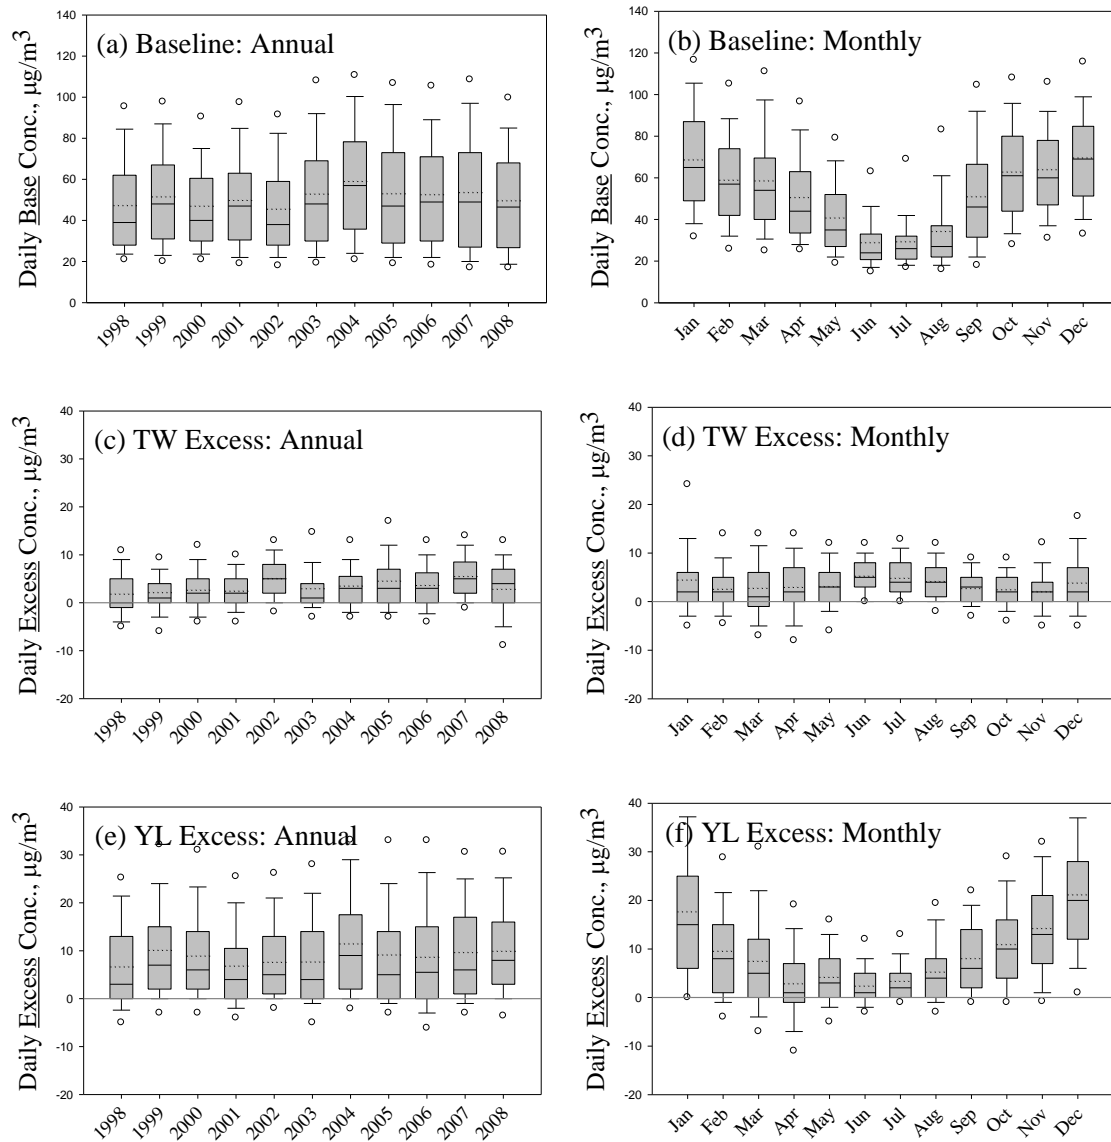 (a) Baseline: Annual
Daily Base Conc., µg/m3
140
120
100
80
60
40
20
0
1998
1999
2000
2001
2002
2003
2004
2005
2006
2007
2008
(b) Baseline: Monthly
Daily Base Conc., µg/m3
140
120
100
80
60
40
20
0
Jan
Feb
Mar
Apr
May
Jun
Jul
Aug
Sep
Oct
Nov
Dec
(c) TW Excess: Annual
Daily Excess Conc., µg/m3
40
30
20
10
0
-10
-20
1998
1999
2000
2001
2002
2003
2004
2005
2006
2007
2008
(d) TW Excess: Monthly
Daily Excess Conc., µg/m3
40
30
20
10
0
-10
-20
Jan
Feb
Mar
Apr
May
Jun
Jul
Aug
Sep
Oct
Nov
Dec
(e) YL Excess: Annual
Daily Excess Conc., µg/m3
40
30
20
10
0
-10
-20
1998
1999
2000
2001
2002
2003
2004
2005
2006
2007
2008
(f) YL Excess: Monthly
Daily Excess Conc., µg/m3
40
30
20
10
0
-10
-20
Jan
Feb
Mar
Apr
May
Jun
Jul
Aug
Sep
Oct
Nov
Dec